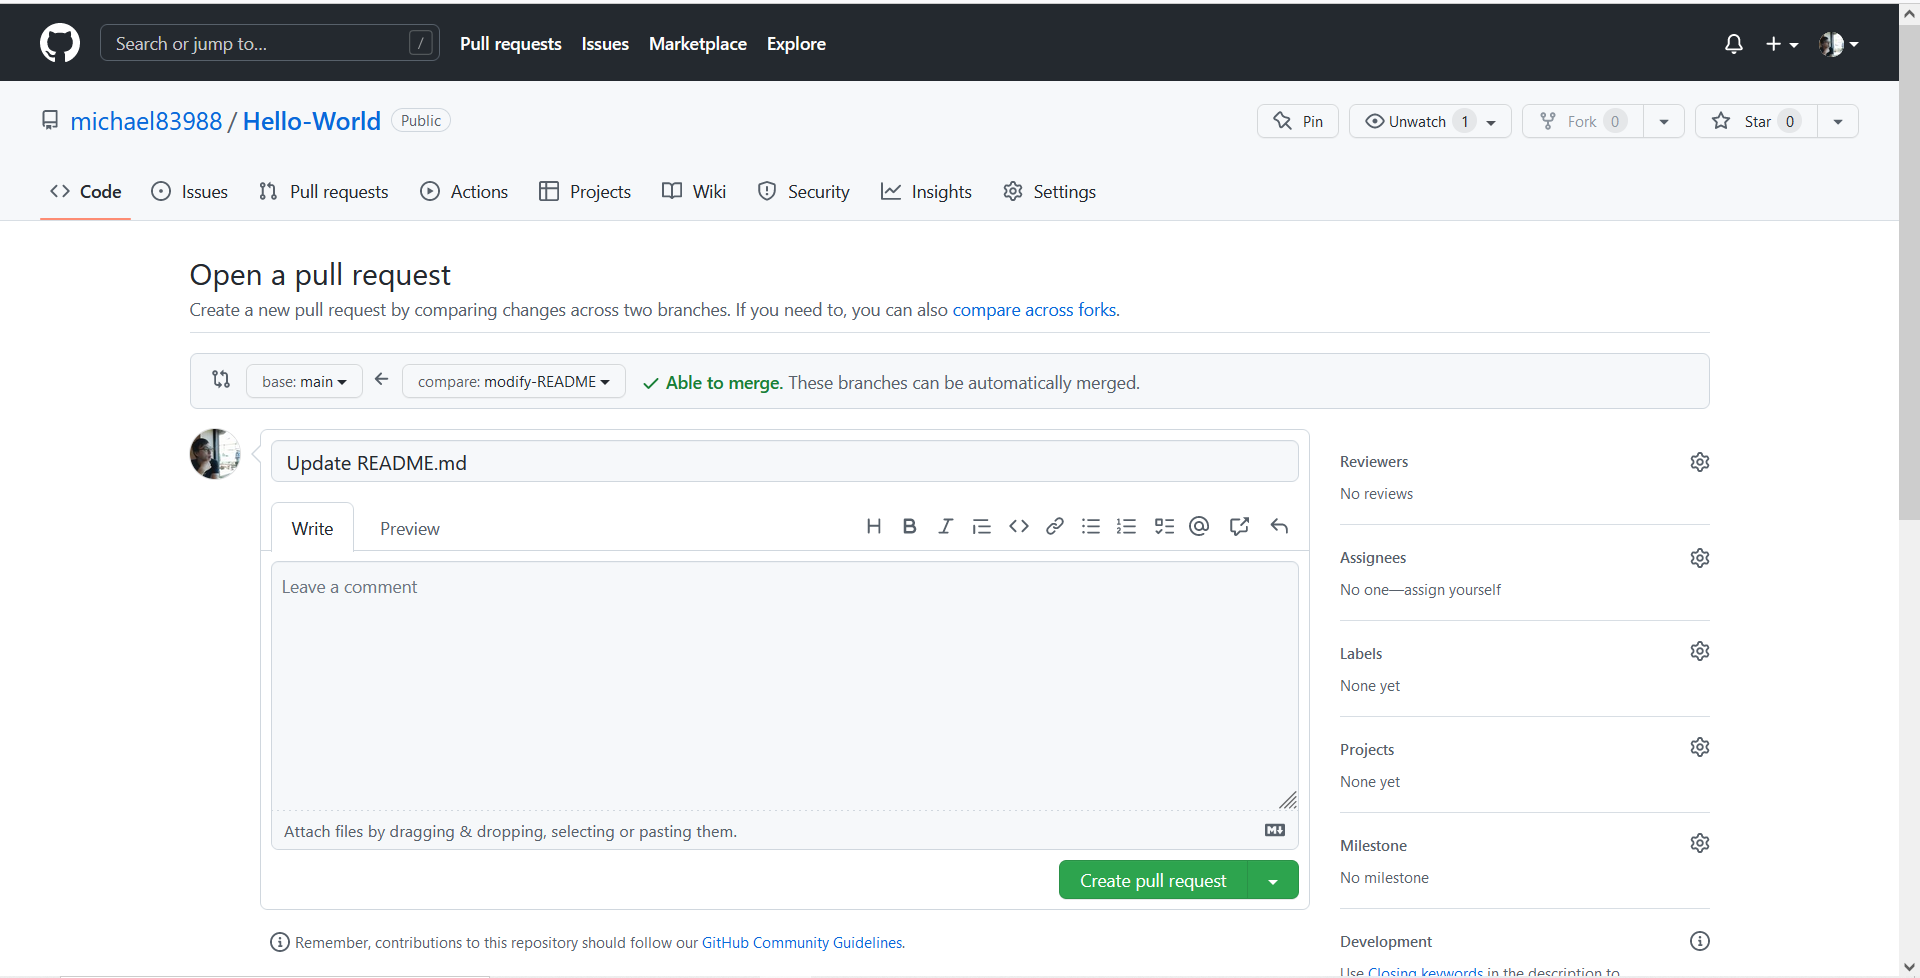 Search or jump to... /
Pull requests Issues Marketplace Explore
michael83988 / Hello-World Public
Pin Unwatch 1 Fork 0 Star 0
Code Issues Pull requests Actions Projects Wiki Security Insights Settings
Open a pull request
Create a new pull request by comparing changes across two branches. If you need to, you can also compare across forks.
base: main compare: modify-README Able to merge. These branches can be automatically merged.
Update README.md
Write Preview
Leave a comment
Attach files by dragging & dropping, selecting or pasting them.
Create pull request
Remember, contributions to this repository should follow our GitHub Community Guidelines.
Reviewers
No reviews
Assignees
No one—assign yourself
Labels
None yet
Projects
None yet
Milestone
No milestone
Development
Use Closing keywords in the description to